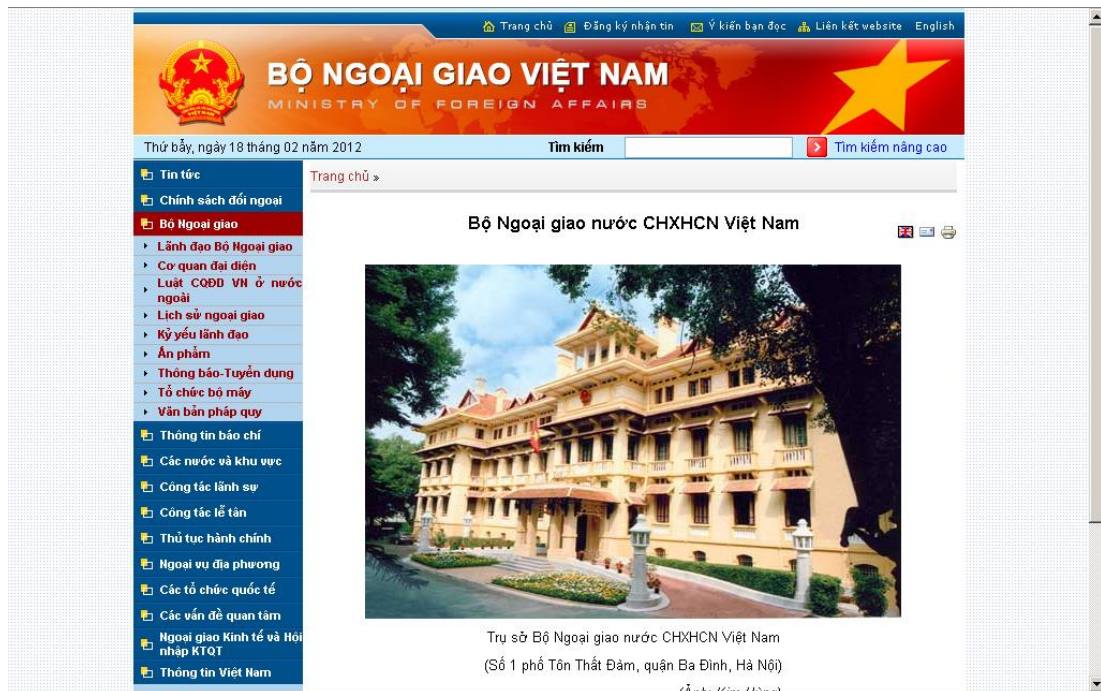 Trang chủ Đăng ký nhận tin Ý kiến bạn đọc Liên kết website English
BỘ NGOẠI GIAO VIỆT NAM
MINISTRY OF FOREIGN AFFAIRS
Thứ bẩy, ngày 18 tháng 02 năm 2012 Tìm kiếm Tìm kiếm nâng cao
Tin tức
Chính sách đối ngoại
Bộ Ngoại giao
Lãnh đạo Bộ Ngoại giao
Cơ quan đại diện
Luật CQĐD VN ở nước
ngoài
Lịch sử ngoại giao
Kỷ yếu lãnh đạo
Ấn phẩm
Thông báo-Tuyển dụng
Tổ chức bộ máy
Văn bản pháp quy
Thông tin báo chí
Các nước và khu vực
Công tác lãnh sự
Công tác lễ tân
Thủ tục hành chính
Ngoại vụ địa phương
Các tổ chức quốc tế
Các vấn đề quan tâm
Ngoại giao Kinh tế và Hội
nhập KTQT
Thông tin Việt Nam
Trang chủ »
Bộ Ngoại giao nước CHXHCN Việt Nam
Trụ sở Bộ Ngoại giao nước CHXHCN Việt Nam
(Số 1 phố Tôn Thất Đàm, quận Ba Đình, Hà Nội)